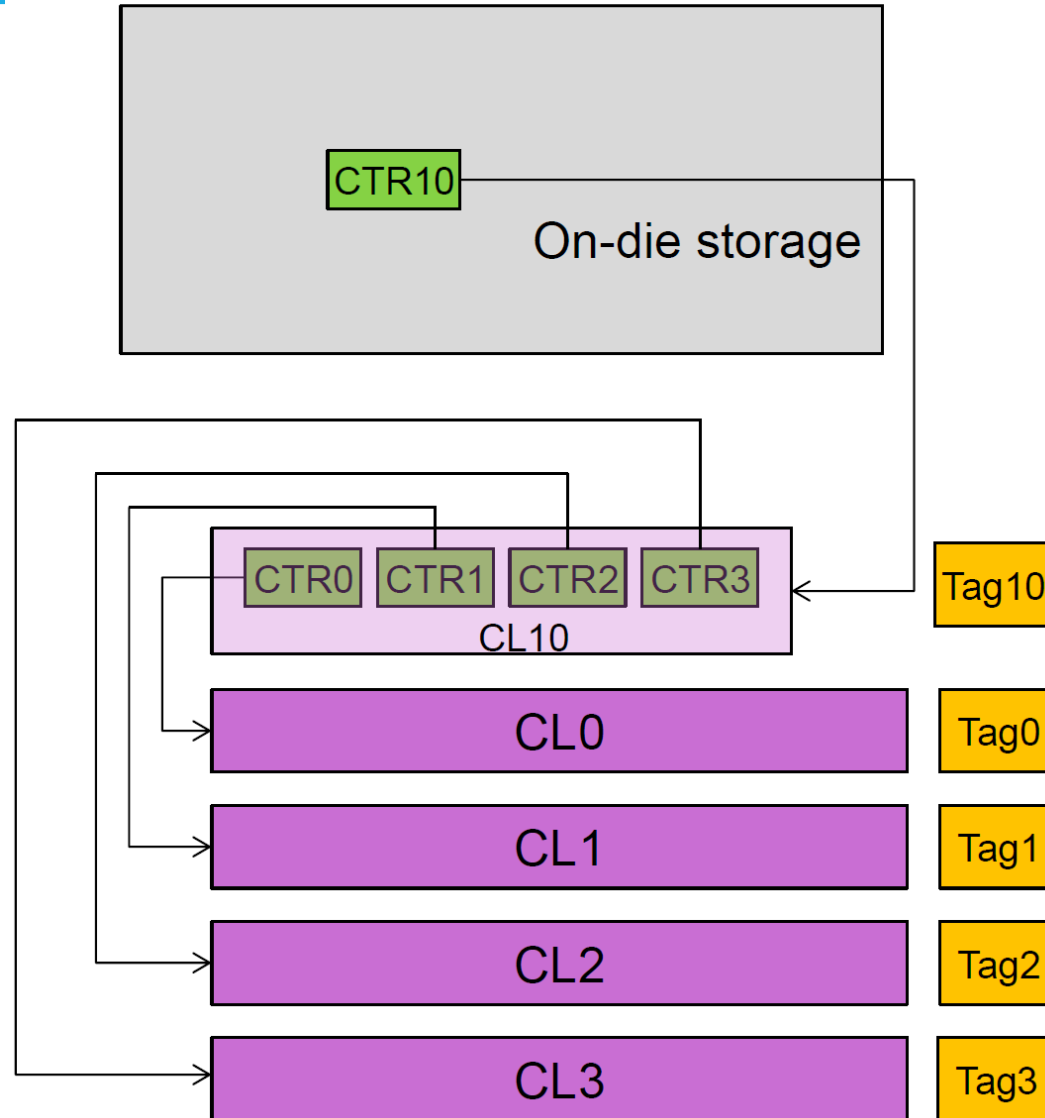 CTR10
On-die storage
CTR0 CTR1 CTR2 CTR3
CL10
Tag10
CL0
Tag0
CL1
Tag1
CL2
Tag2
CL3
Tag3